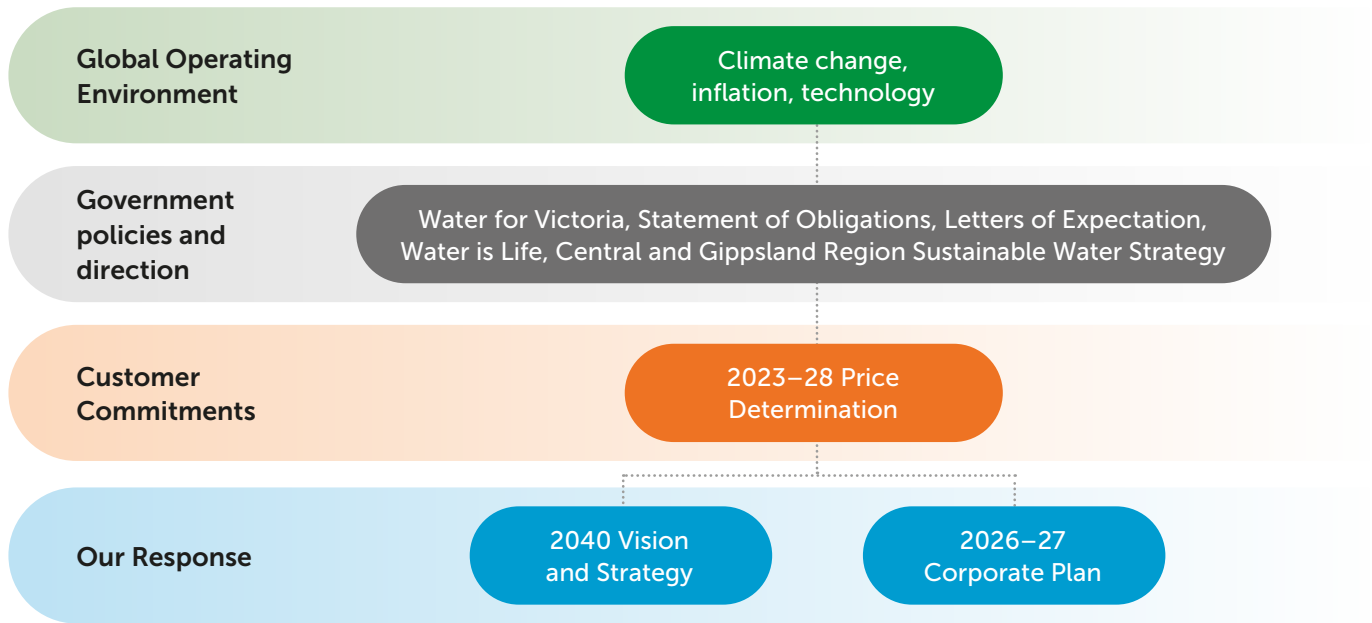 Global Operating
Environment
Climate change,
inflation, technology
Government
policies and
direction
Water for Victoria, Statement of Obligations, Letters of Expectation,
Water is Life, Central and Gippsland Region Sustainable Water Strategy
Customer
Commitments
2023–28 Price
Determination
Our Response
2040 Vision
and Strategy
2026–27
Corporate Plan